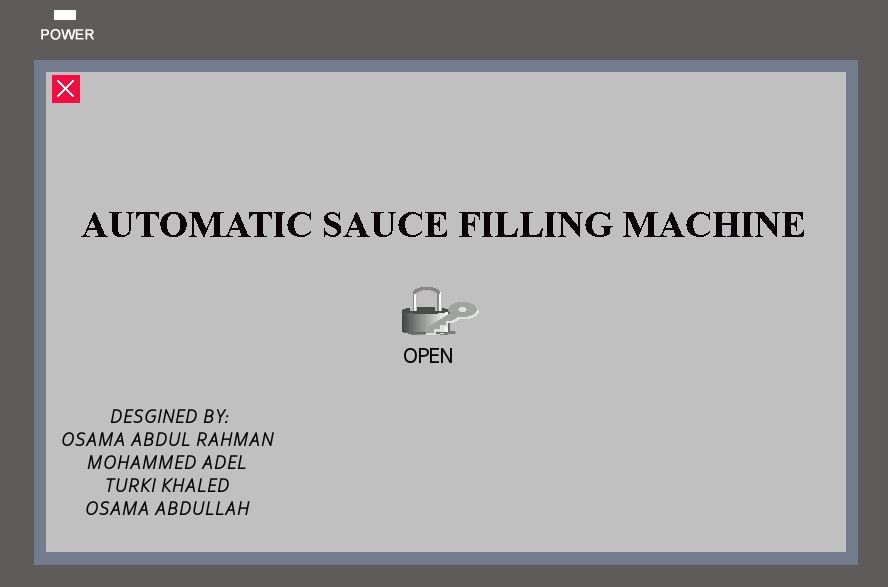 POWER
AUTOMATIC SAUCE FILLING MACHINE
OPEN
DESGINED BY:
OSAMA ABDUL RAHMAN
MOHAMMED ADEL
TURKI KHALED
OSAMA ABDULLAH